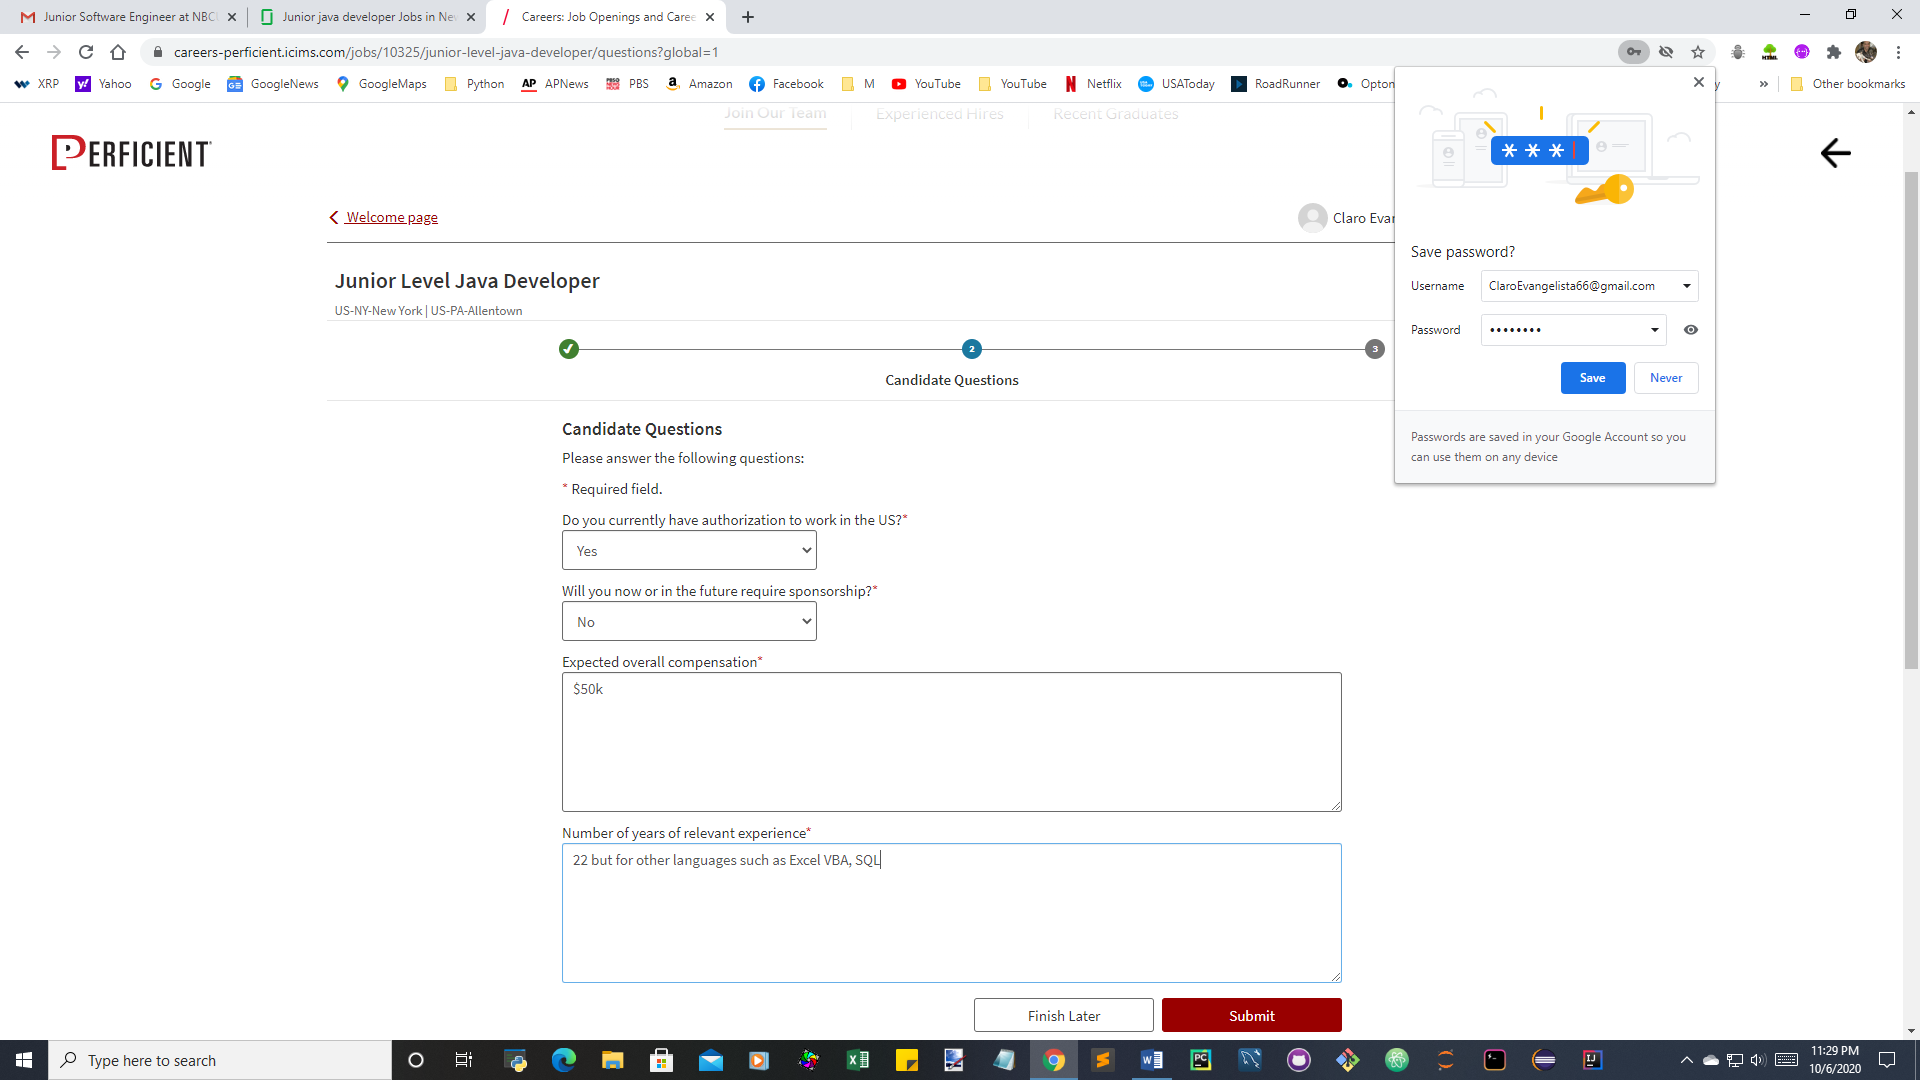 Junior Software Engineer at NBCU
Junior java developer Jobs in New
Careers: Job Openings and Caree
careers-perficient.icims.com/jobs/10325/junior-level-java-developer/questions?global=1
XRP
Yahoo
Google
GoogleNews
GoogleMaps
Python
AP APNews
PBS
Amazon
Facebook
M
YouTube
YouTube
Netflix
USAToday
RoadRunner
Opton
y
»
Other bookmarks
Join Our Team
Experienced Hires
Recent Graduates
PERFICIENT
Welcome page
Claro Evan
Junior Level Java Developer
US-NY-New York | US-PA-Allentown
2
3
Candidate Questions
Candidate Questions
Please answer the following questions:
* Required field.
Do you currently have authorization to work in the US?*
Yes
Will you now or in the future require sponsorship?*
No
Expected overall compensation*
$50k
Number of years of relevant experience*
22 but for other languages such as Excel VBA, SQL
Finish Later
Submit
* * *
Save password?
Username
ClaroEvangelista66@gmail.com
Password
••••••••
Save
Never
Passwords are saved in your Google Account so you
can use them on any device
Type here to search
11:29 PM
10/6/2020